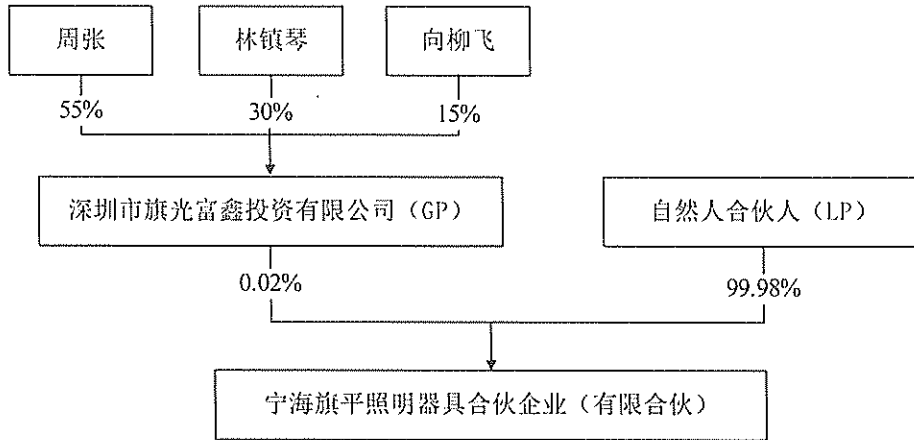 周张
林镇琴
向柳飞
55%
30%
15%
深圳市旗光富鑫投资有限公司（GP）
自然人合伙人（LP）
0.02%
99.98%
宁海旗平照明器具合伙企业（有限合伙）